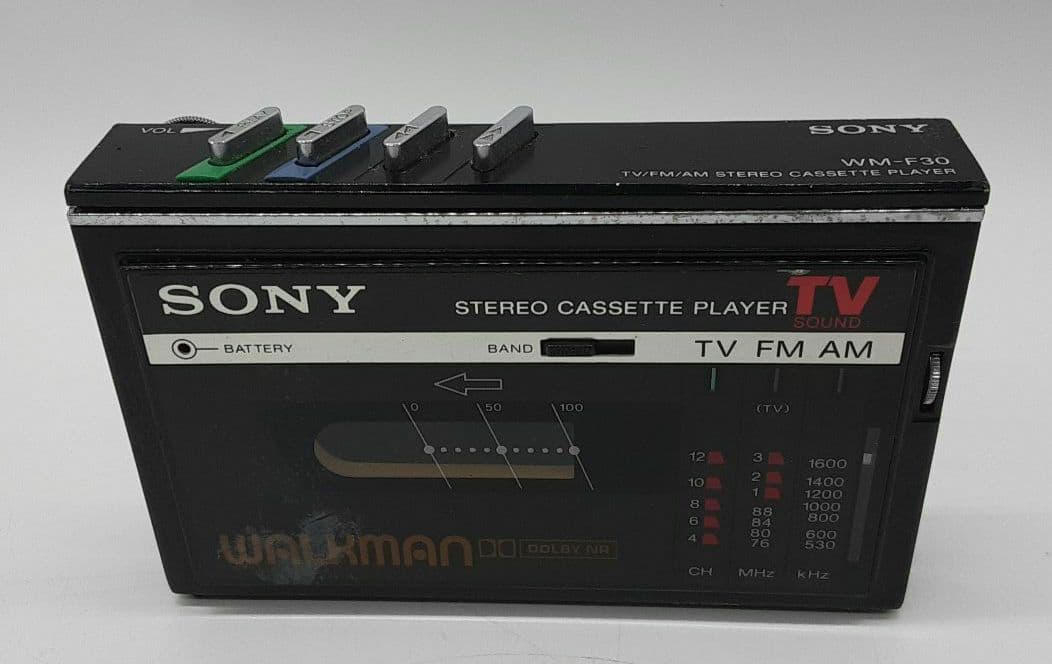 VOL
SONY
WM-F30
TV/FM/AM STEREO CASSETTE PLAYER
SONY
STEREO CASSETTE PLAYER
TV
SOUND
BATTERY
BAND
TV FM AM
0 50 100
(TV)
12 3 1600
10 2 1400
1 1200
8 88 1000
6 84 800
80 600
4 76 530
CH MHz kHz
WALKMAN
DOLBY NR